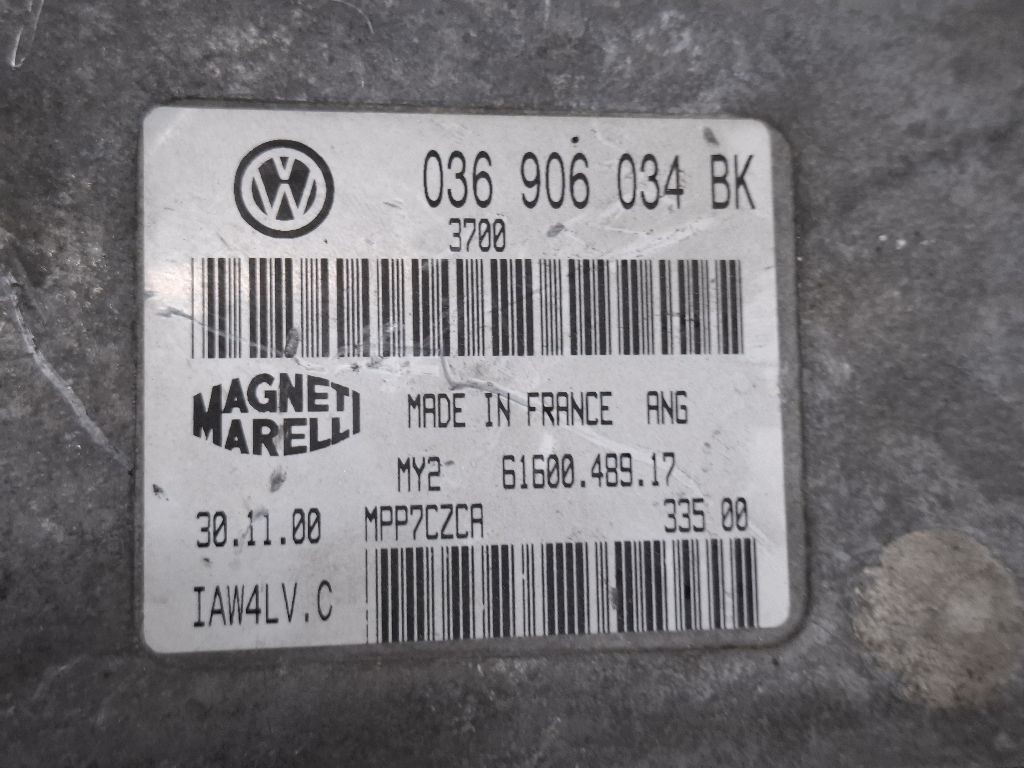 036 906 034 BK
3700
MAGNETI MARELLI
MADE IN FRANCE ANG
MY2 61600.489.17
30.11.00 MPP7CZCA 335 00
IAW4LV.C